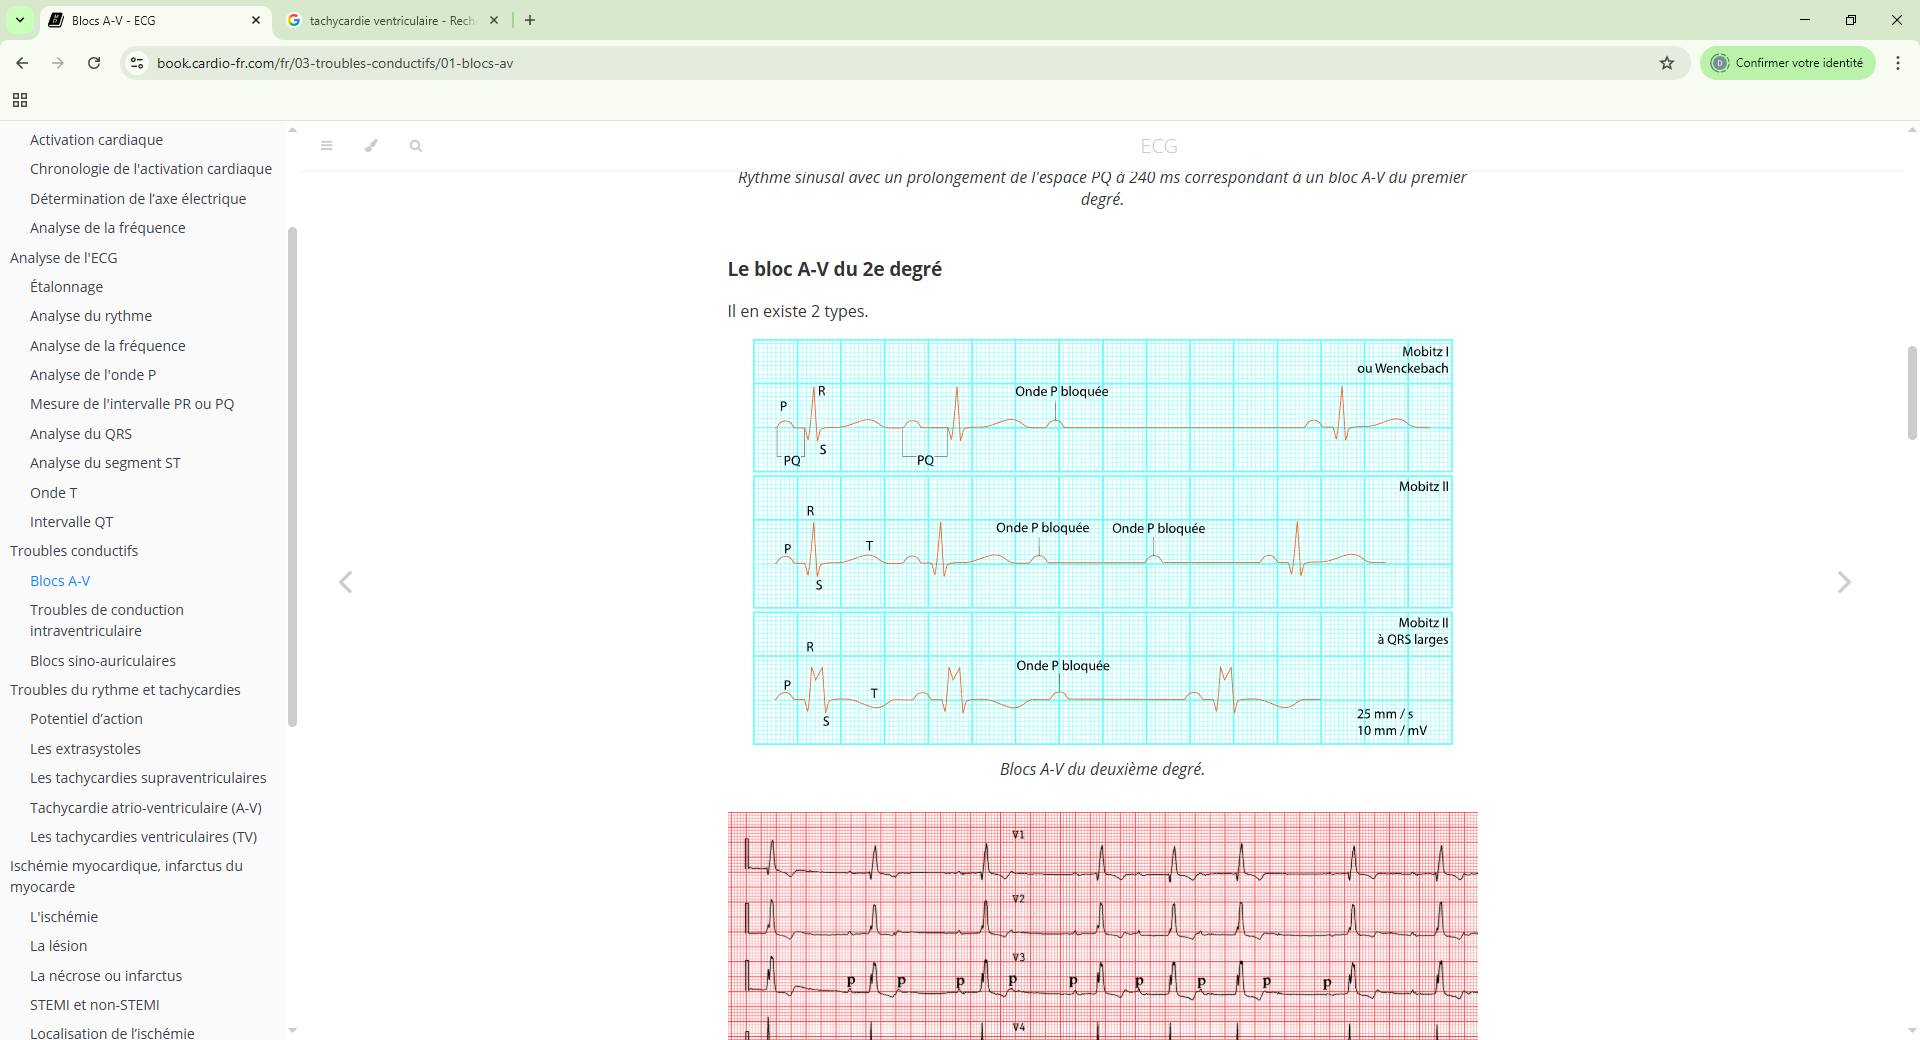 Blocs A-V - ECG
tachycardie ventriculaire - Rech
book.cardio-fr.com/fr/03-troubles-conductifs/01-blocs-av
D
Confirmer votre identité
Activation cardiaque
Chronologie de l'activation cardiaque
Détermination de l’axe électrique
Analyse de la fréquence
Analyse de l'ECG
Étalonnage
Analyse du rythme
Analyse de la fréquence
Analyse de l'onde P
Mesure de l'intervalle PR ou PQ
Analyse du QRS
Analyse du segment ST
Onde T
Intervalle QT
Troubles conductifs
Blocs A-V
Troubles de conduction
intraventriculaire
Blocs sino-auriculaires
Troubles du rythme et tachycardies
Potentiel d’action
Les extrasystoles
Les tachycardies supraventriculaires
Tachycardie atrio-ventriculaire (A-V)
Les tachycardies ventriculaires (TV)
Ischémie myocardique, infarctus du
myocarde
L'ischémie
La lésion
La nécrose ou infarctus
STEMI et non-STEMI
Localisation de l’ischémie
ECG
Rythme sinusal avec un prolongement de l'espace PQ à 240 ms correspondant à un bloc A-V du premier
degré.
Le bloc A-V du 2e degré
Il en existe 2 types.
Mobitz I
ou Wenckebach
P
R
S
PQ
PQ
Onde P bloquée
Mobitz II
R
P
T
S
Onde P bloquée
Onde P bloquée
Mobitz II
à QRS larges
R
P
T
S
Onde P bloquée
25 mm / s
10 mm / mV
Blocs A-V du deuxième degré.
V1
V2
V3
p p p p p p p p p
V4